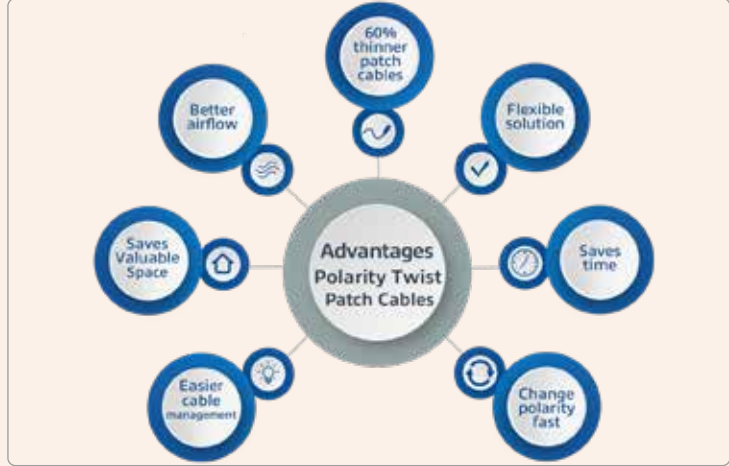 60%
thinner
patch
cables
Better
airflow
Flexible
solution
Saves
Valuable
Space
Advantages
Polarity Twist
Patch Cables
Saves
time
Easier
cable
management
Change
polarity
fast